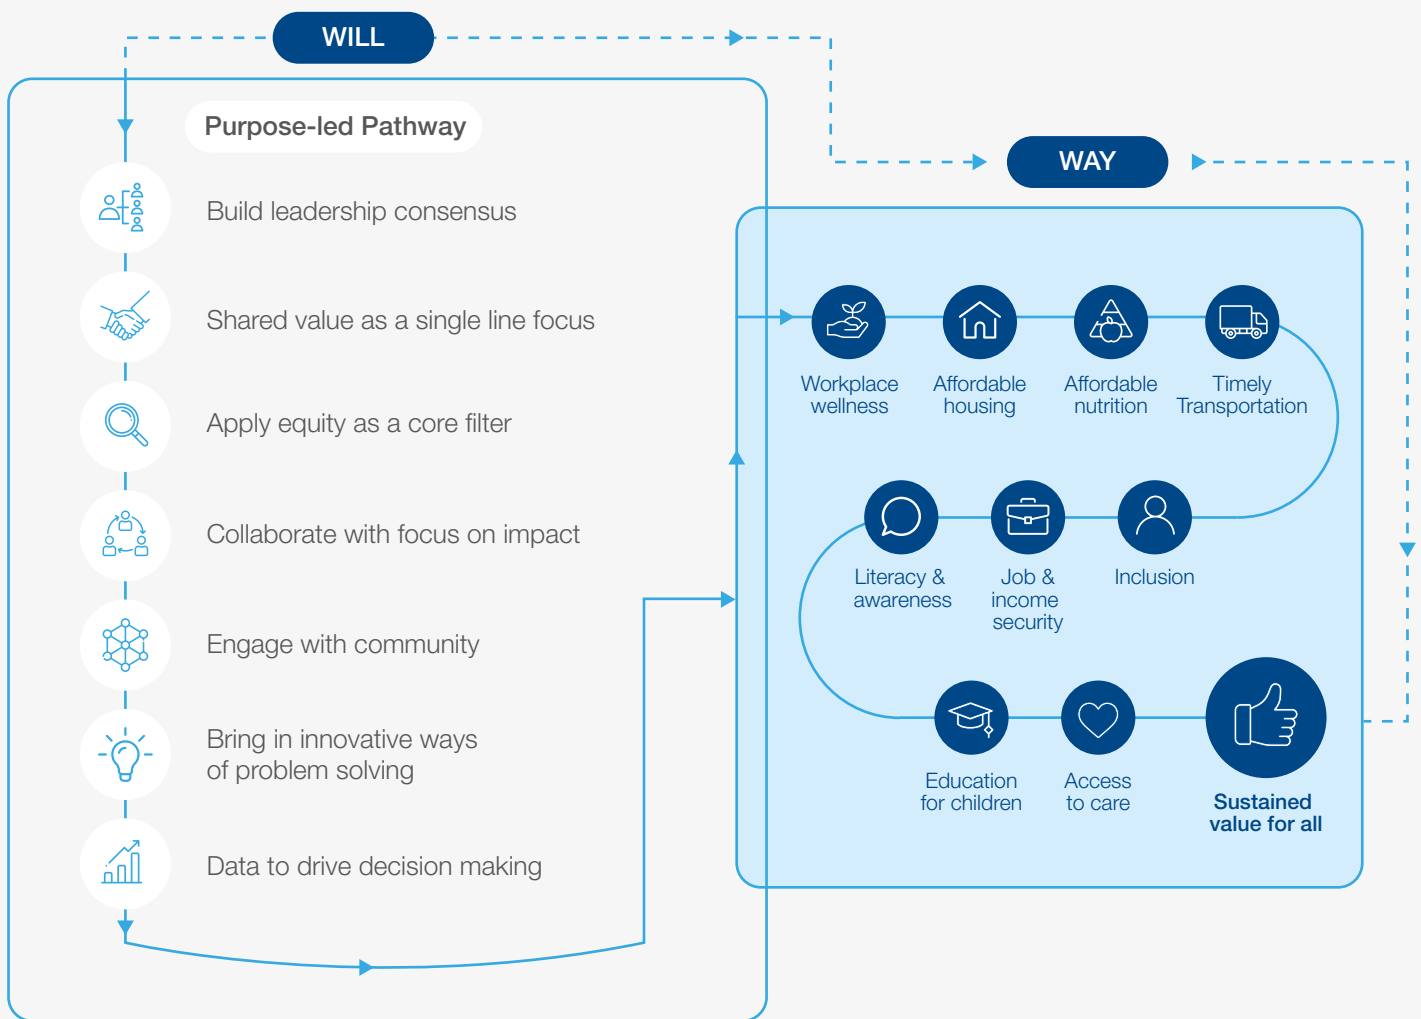 WILL
Purpose-led Pathway
Build leadership consensus
Shared value as a single line focus
Apply equity as a core filter
Collaborate with focus on impact
Engage with community
Bring in innovative ways
of problem solving
Data to drive decision making
WAY
Workplace
wellness
Affordable
housing
Affordable
nutrition
Timely
Transportation
Literacy &
awareness
Job &
income
security
Inclusion
Education
for children
Access
to care
Sustained
value for all